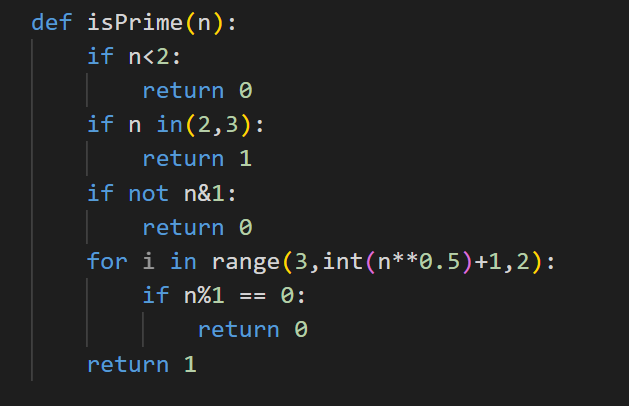 def isPrime(n):
    if n<2:
        return 0
    if n in(2,3):
        return 1
    if not n&1:
        return 0
    for i in range(3,int(n**0.5)+1,2):
        if n%1 == 0:
            return 0
    return 1